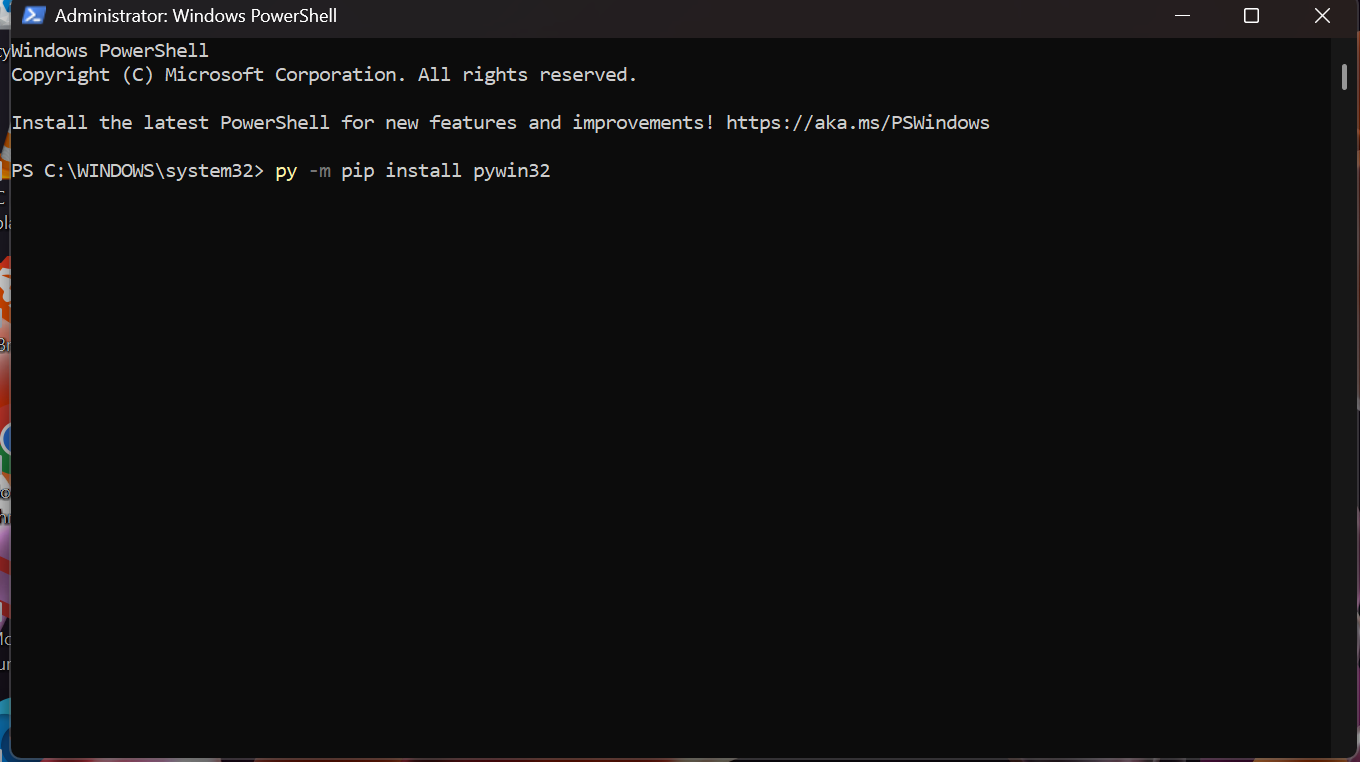 Administrator: Windows PowerShell
Windows PowerShell
Copyright (C) Microsoft Corporation. All rights reserved.
Install the latest PowerShell for new features and improvements! https://aka.ms/PSWindows
PS C:\WINDOWS\system32> py -m pip install pywin32